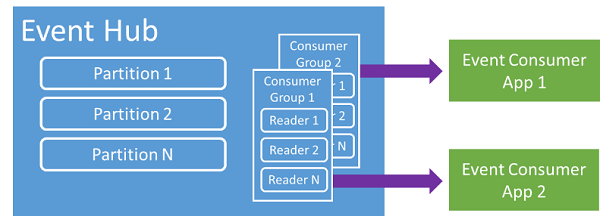 Event Hub
Partition 1
Partition 2
Partition N
Consumer
Group 2
r 1
r 2
r N
Consumer
Group 1
Reader 1
Reader 2
Reader N
Event Consumer
App 1
Event Consumer
App 2